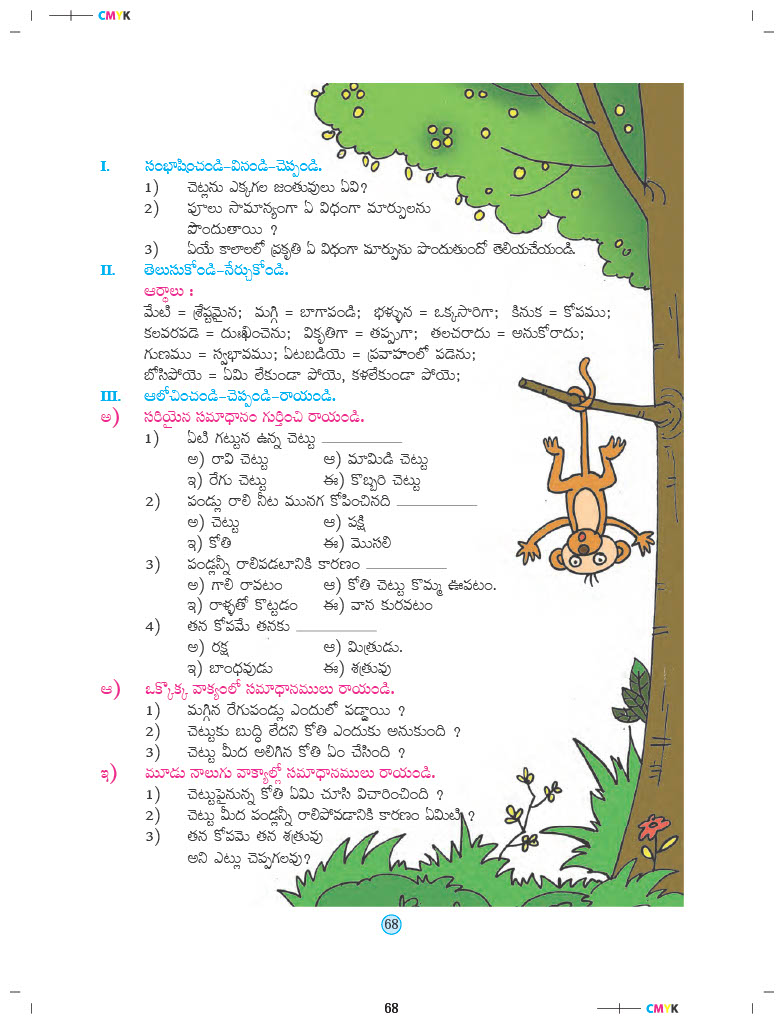 CMYK
I. సంభాషించండి-వినండి-చెప్పండి.
1) చెట్లను ఎక్కగల జంతువులు ఏవి?
2) పూలు సామాన్యంగా ఏ విధంగా మార్పులను
పొందుతాయి ?
3) ఏయే కాలాలలో ప్రకృతి ఏ విధంగా మార్పును పొందుతుందో తెలియచేయండి.
II. తెలుసుకోండి-నేర్చుకోండి.
ఆర్థాలు :
మేటి = శ్రేష్టమైన; మగ్గి = బాగాపండి; భళ్ళున = ఒక్కసారిగా; కినుక = కోపము;
కలవరపడె = దుఃఖించెను; వికృతిగా = తప్పుగా; తలచరాదు = అనుకోరాదు;
గుణము = స్వభావము; ఏటబడియె = ప్రవాహంలో పడెను;
బోసిపోయె = ఏమి లేకుండా పోయె, కళలేకుండా పోయె;
III. ఆలోచించండి-చెప్పండి-రాయండి.
అ) సరియైన సమాధానం గుర్తించి రాయండి.
1) ఏటి గట్టున ఉన్న చెట్టు ________
అ) రావి చెట్టు ఆ) మామిడి చెట్టు
ఇ) రేగు చెట్టు ఈ) కొబ్బరి చెట్టు
2) పండ్లు రాలి నీట మునగ కోపించినది ________
అ) చెట్టు ఆ) పక్షి
ఇ) కోతి ఈ) మొసలి
3) పండ్లన్నీ రాలిపడటానికి కారణం ________
అ) గాలి రావటం ఆ) కోతి చెట్టు కొమ్మ ఊపటం.
ఇ) రాళ్ళతో కొట్టడం ఈ) వాన కురవటం
4) తన కోపమే తనకు ________
అ) రక్ష ఆ) మిత్రుడు.
ఇ) బాంధవుడు ఈ) శత్రువు
ఆ) ఒక్కొక్క వాక్యంలో సమాధానములు రాయండి.
1) మగ్గిన రేగుపండ్లు ఎందులో పడ్డాయి ?
2) చెట్టుకు బుద్ధి లేదని కోతి ఎందుకు అనుకుంది ?
3) చెట్టు మీద అలిగిన కోతి ఏం చేసింది ?
ఇ) మూడు నాలుగు వాక్యాల్లో సమాధానములు రాయండి.
1) చెట్టుపైనున్న కోతి ఏమి చూసి విచారించింది ?
2) చెట్టు మీద పండ్లన్నీ రాలిపోవడానికి కారణం ఏమిటి ?
3) తన కోపమె తన శత్రువు
అని ఎట్లు చెప్పగలవు?
68
68
CMYK